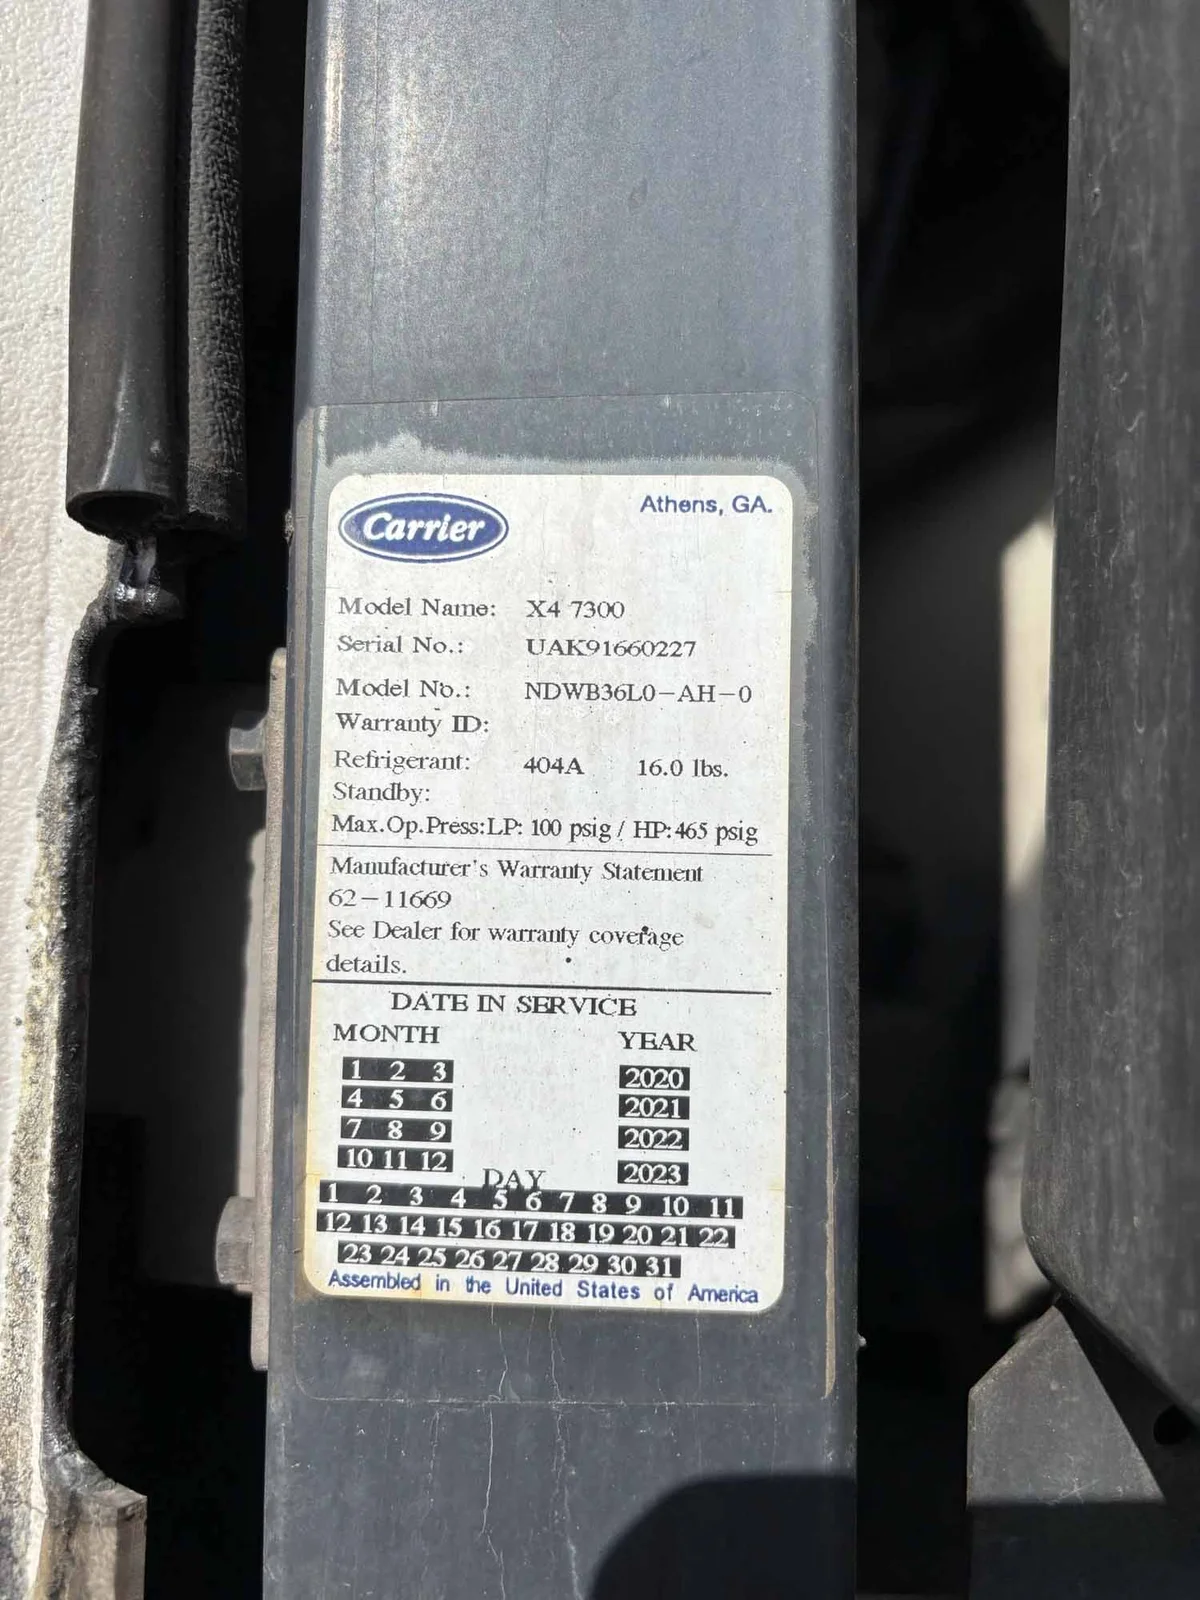 Carrier
Athens, GA.
Model Name: X4 7300
Serial No.: UAK91660227
Model No.: NDWB36L0-AH-0
Warranty ID:
Refrigerant: 404A 16.0 lbs.
Standby:
Max.Op.Press:LP: 100 psig / HP:465 psig
Manufacturer's Warranty Statement
62-11669
See Dealer for warranty coverage
details.
DATE IN SERVICE
MONTH YEAR
1 2 3 2020
4 5 6 2021
7 8 9 2022
10 11 12 2023
DAY
1 2 3 4 5 6 7 8 9 10 11
12 13 14 15 16 17 18 19 20 21 22
23 24 25 26 27 28 29 30 31
Assembled in the United States of America